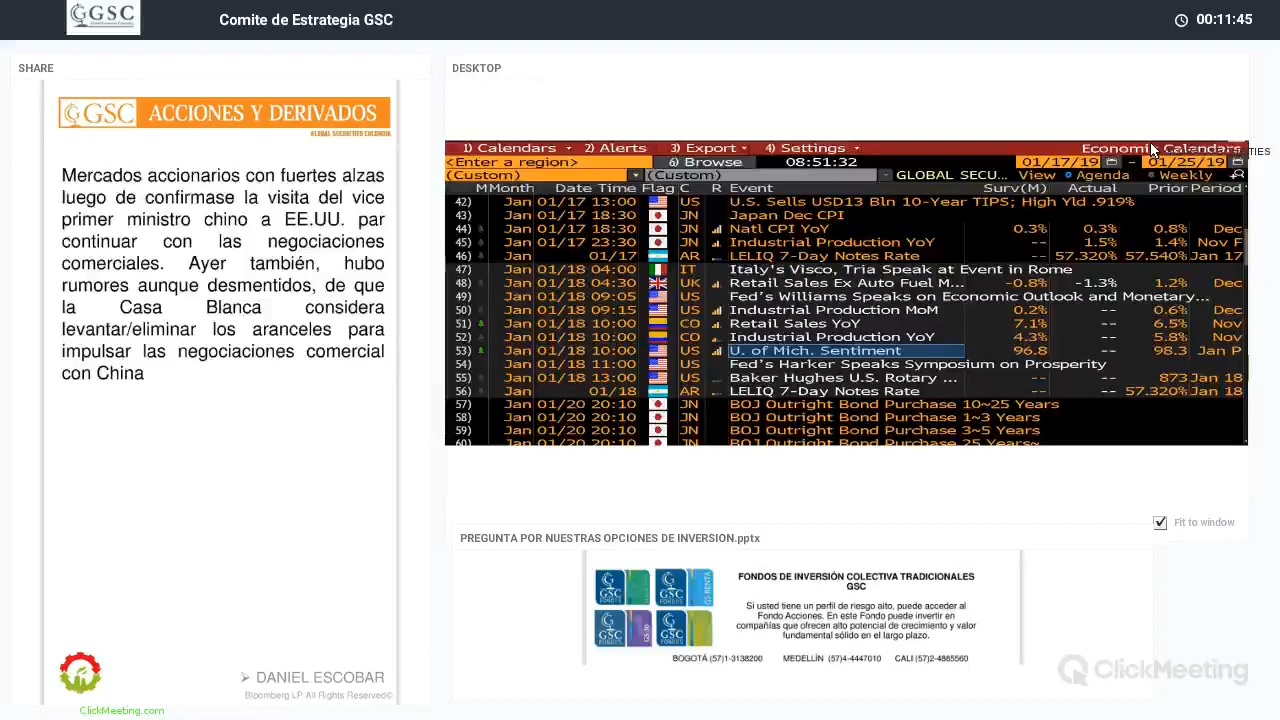 GSC
Comite de Estrategia GSC
00:11:45
SHARE
GSC ACCIONES Y DERIVADOS
GLOBAL SECURITIES COLOMBIA
Mercados accionarios con fuertes alzas
luego de confirmase la visita del vice
primer ministro chino a EE.UU. par
continuar con las negociaciones
comerciales. Ayer también, hubo
rumores aunque desmentidos, de que
la Casa Blanca considera
levantar/eliminar los aranceles para
impulsar las negociaciones comercial
con China
➢ DANIEL ESCOBAR
Bloomberg LP All Rights Reserved©
ClickMeeting.com
DESKTOP
1) Calendars 2) Alerts 3) Export 4) Settings Economic Calendars
<Enter a region> 6) Browse 08:51:32 01/17/19 - 01/25/19
(Custom) (Custom) GLOBAL SECU... View Agenda Weekly
M Month Date Time Flag C R Event Surv(M) Actual Prior Period
42) Jan 01/17 13:00 US U.S. Sells USD13 Bln 10-Year TIPS; High Yld .919%
43) Jan 01/17 18:30 JN Japan Dec CPI
44) Jan 01/17 18:30 JN Natl CPI YoY 0.3% 0.3% 0.8% Dec
45) Jan 01/17 23:30 JN Industrial Production YoY -- 1.5% 1.4% Nov F
46) Jan 01/17 AR LELIQ 7-Day Notes Rate -- 57.320% 57.540% Jan 17
47) Jan 01/18 04:00 IT Italy's Visco, Tria Speak at Event in Rome
48) Jan 01/18 04:30 UK Retail Sales Ex Auto Fuel M... -0.8% -1.3% 1.2% Dec
49) Jan 01/18 09:05 US Fed's Williams Speaks on Economic Outlook and Monetary...
50) Jan 01/18 09:15 US Industrial Production MoM 0.2% -- 0.6% Dec
51) Jan 01/18 10:00 CO Retail Sales YoY 7.1% -- 6.5% Nov
52) Jan 01/18 10:00 CO Industrial Production YoY 4.3% -- 5.8% Nov
53) Jan 01/18 10:00 US U. of Mich. Sentiment 96.8 -- 98.3 Jan P
54) Jan 01/18 11:00 US Fed's Harker Speaks Symposium on Prosperity
55) Jan 01/18 13:00 US Baker Hughes U.S. Rotary ... -- -- 873 Jan 18
56) Jan 01/18 AR LELIQ 7-Day Notes Rate -- -- 57.320% Jan 18
57) Jan 01/20 20:10 JN BOJ Outright Bond Purchase 10~25 Years
58) Jan 01/20 20:10 JN BOJ Outright Bond Purchase 1~3 Years
59) Jan 01/20 20:10 JN BOJ Outright Bond Purchase 3~5 Years
60) Jan 01/20 20:10 JN BOJ Outright Bond Purchase 25 Years~
Fit to window
PREGUNTA POR NUESTRAS OPCIONES DE INVERSION.pptx
GSC FONDOS
GSC FONDOS GS RENTA
GSC FONDOS
GSC FONDOS
FONDOS DE INVERSIÓN COLECTIVA TRADICIONALES
GSC
Si usted tiene un perfil de riesgo alto, puede acceder al
Fondo Acciones. En este Fondo puede invertir en
compañías que ofrecen alto potencial de crecimiento y valor
fundamental sólido en el largo plazo.
BOGOTÁ (57)1-3138200 MEDELLÍN (57)4-4447010 CALI (57)2-4865560
ClickMeeting